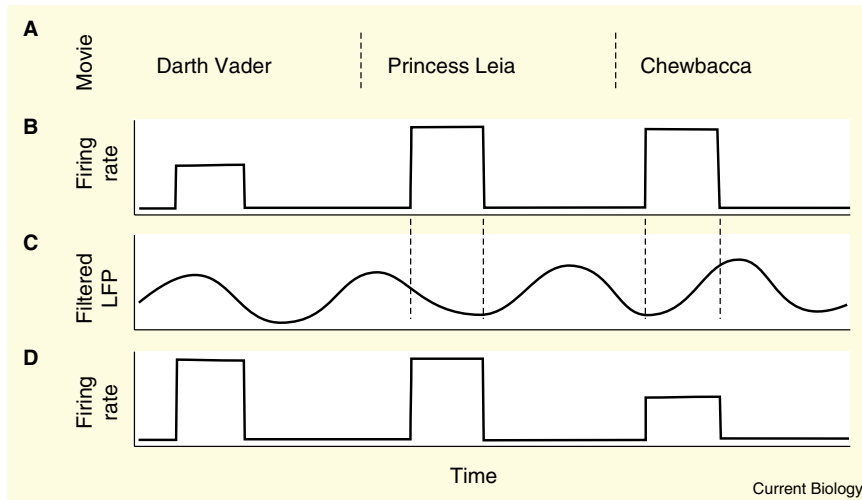 A
Movie
Darth Vader
Princess Leia
Chewbacca
B
Firing
rate
C
Filtered
LFP
D
Firing
rate
Time
Current Biology